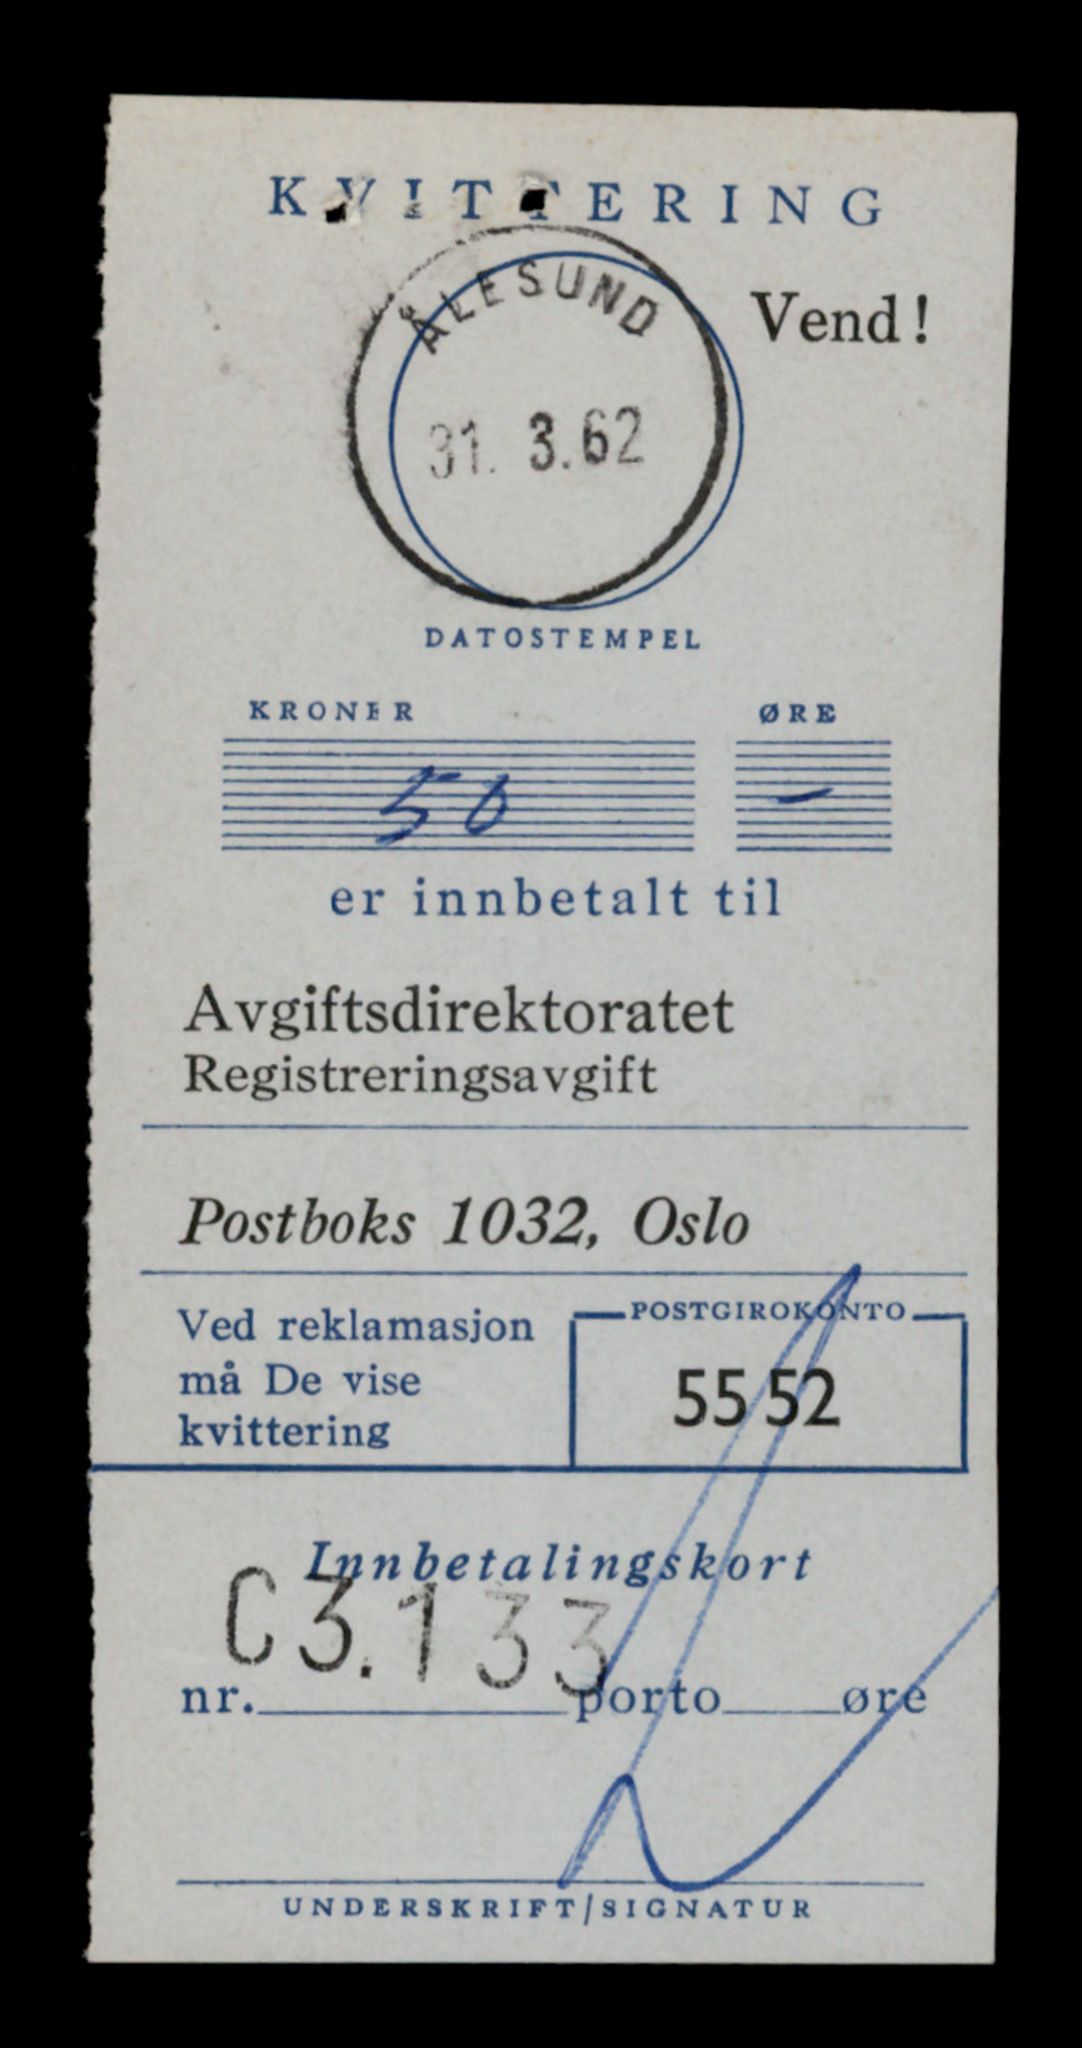 KVITTERING
ÅLESUND
Vend!
31. 3.62
DATOSTEMPEL
KRONER ØRE
50 -
er innbetalt til
Avgiftsdirektoratet
Registreringsavgift
Postboks 1032, Oslo
Ved reklamasjon
må De vise
kvittering
POSTGIROKONTO
55 52
Innbetalingskort
C3.133
nr. porto øre
UNDERSKRIFT/SIGNATUR